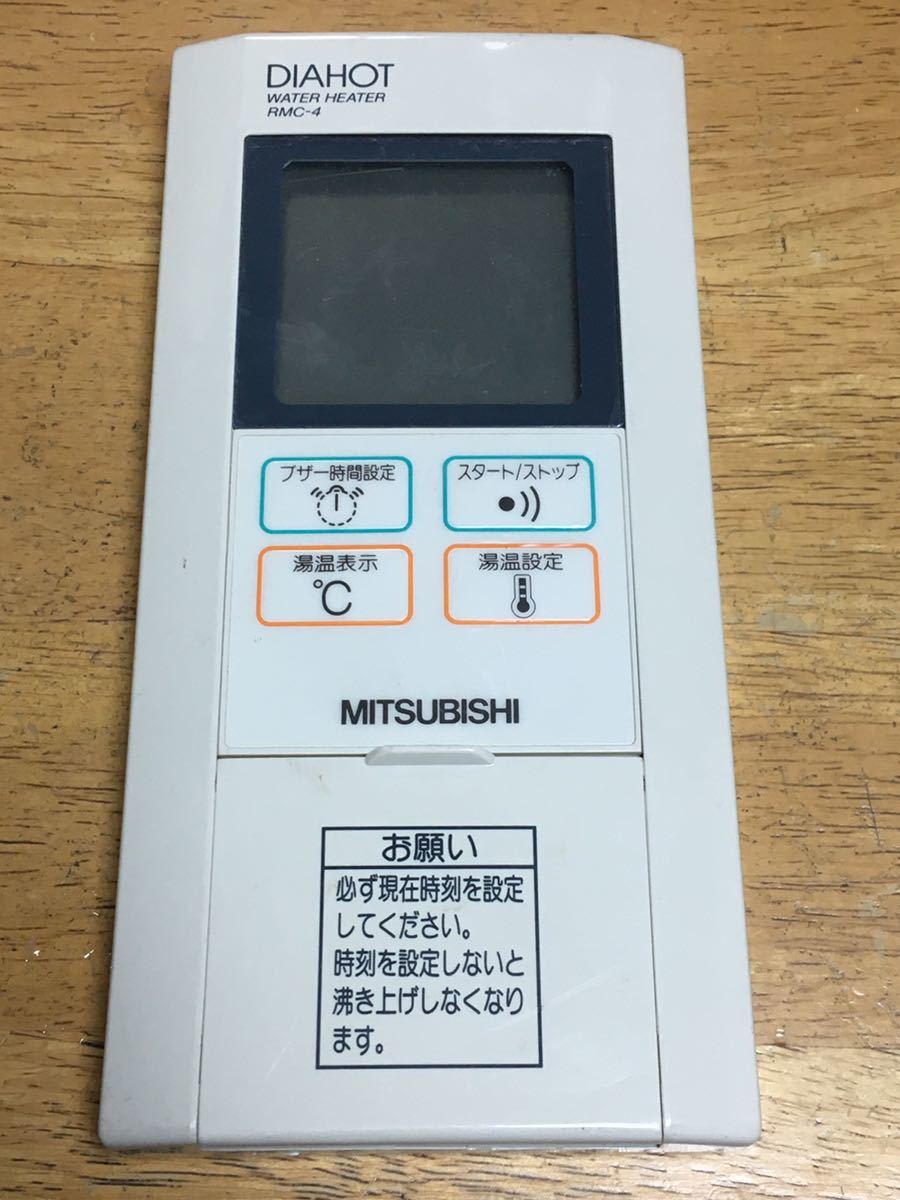 DIAHOT
WATER HEATER
RMC-4
ブザー時間設定
スタート/ストップ
湯温表示
℃
湯温設定
MITSUBISHI
お願い
必ず現在時刻を設定
してください。
時刻を設定しないと
沸き上げしなくなり
ます。